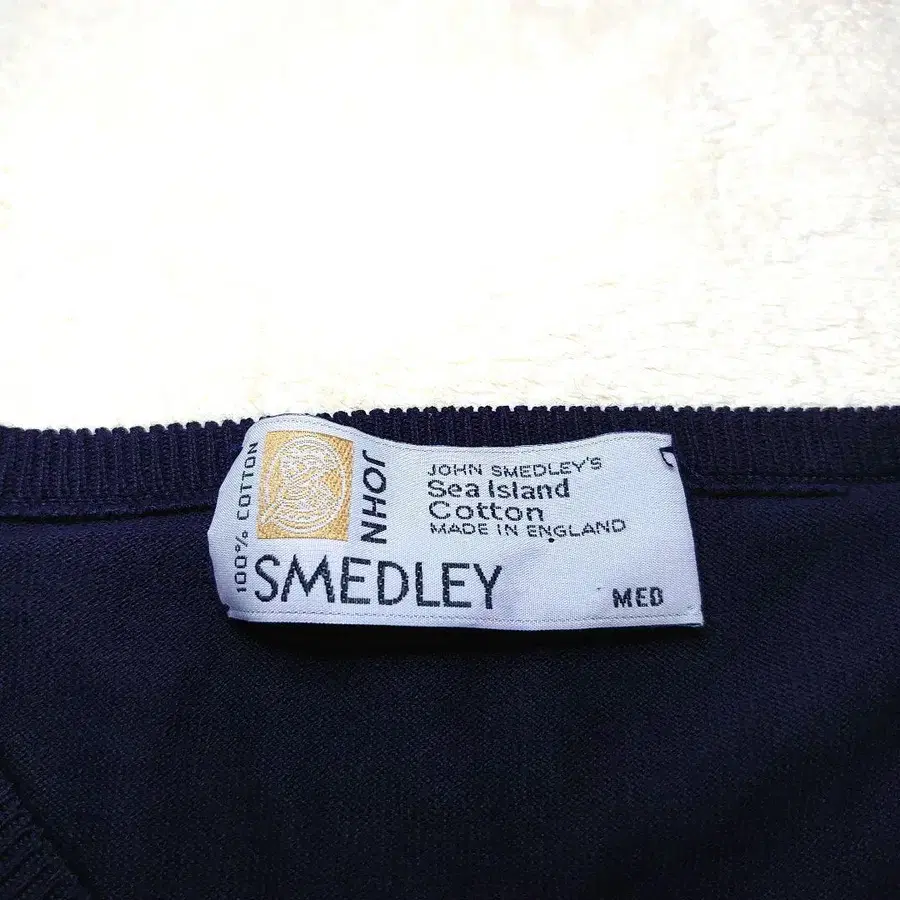 100% COTTON
JOHN
SMEDLEY
JOHN SMEDLEY'S
Sea Island
Cotton
MADE IN ENGLAND
MED